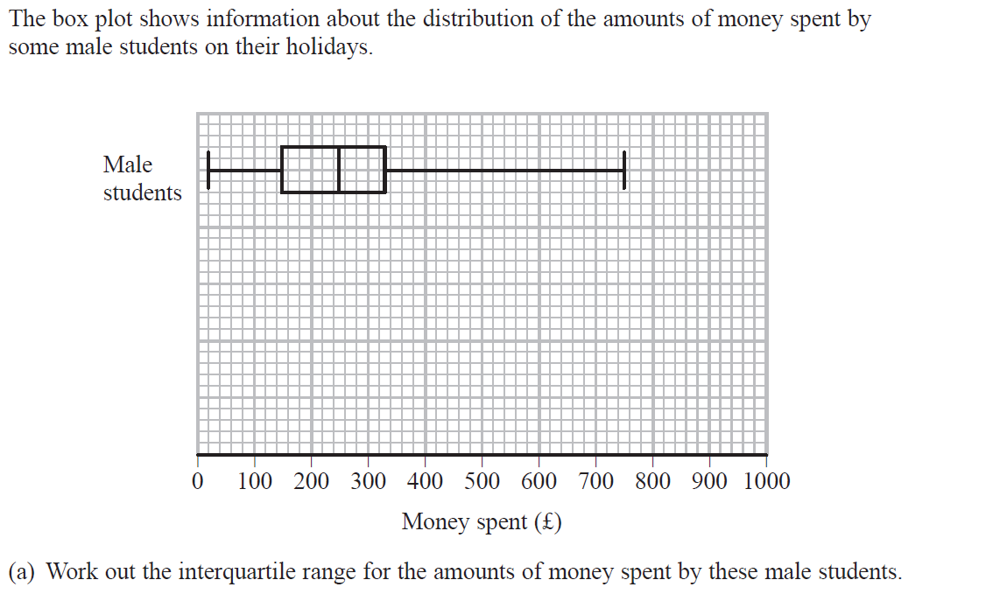 The box plot shows information about the distribution of the amounts of money spent by
some male students on their holidays.
Male
students
0 100 200 300 400 500 600 700 800 900 1000
Money spent (£)
(a) Work out the interquartile range for the amounts of money spent by these male students.